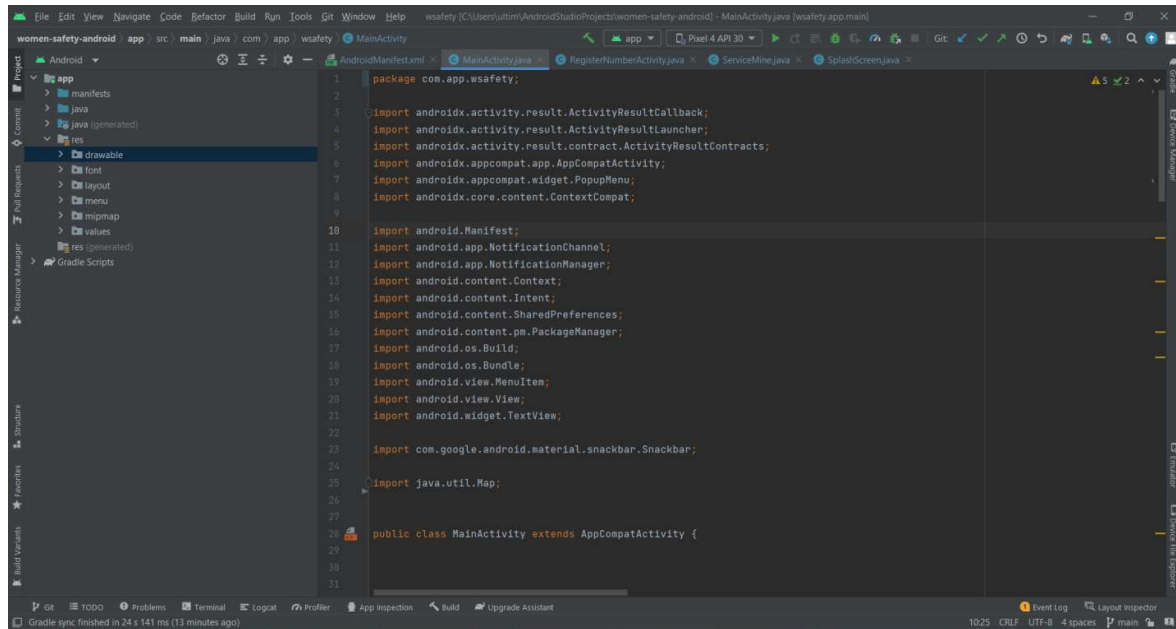 File Edit View Navigate Code Refactor Build Run Tools Git Window Help wsafety [C:\Users\ultim\AndroidStudioProjects\women-safety-android] - MainActivity.java [wsafety.app.main]
women-safety-android app src main java com app wsafety MainActivity app Pixel 4 API 30 Git:
Android
AndroidManifest.xml MainActivity.java RegisterNumberActivity.java ServiceMine.java SplashScreen.java
Project
Commit
Pull Requests
Resource Manager
Structure
Favorites
Build Variants
app
manifests
java
java (generated)
res
drawable
font
layout
menu
mipmap
values
res (generated)
Gradle Scripts
5 2
1 package com.app.wsafety;
2
3 import androidx.activity.result.ActivityResultCallback;
4 import androidx.activity.result.ActivityResultLauncher;
5 import androidx.activity.result.contract.ActivityResultContracts;
6 import androidx.appcompat.app.AppCompatActivity;
7 import androidx.appcompat.widget.PopupMenu;
8 import androidx.core.content.ContextCompat;
9
10 import android.Manifest;
11 import android.app.NotificationChannel;
12 import android.app.NotificationManager;
13 import android.content.Context;
14 import android.content.Intent;
15 import android.content.SharedPreferences;
16 import android.content.pm.PackageManager;
17 import android.os.Build;
18 import android.os.Bundle;
19 import android.view.MenuItem;
20 import android.view.View;
21 import android.widget.TextView;
22
23 import com.google.android.material.snackbar.Snackbar;
24
25 import java.util.Map;
26
27
28 public class MainActivity extends AppCompatActivity {
29
30
31
Gradle
Device Manager
Emulator
Device File Explorer
Git TODO Problems Terminal Logcat Profiler App Inspection Build Upgrade Assistant 1 Event Log Layout Inspector
Gradle sync finished in 24 s 141 ms (13 minutes ago) 10:25 CRLF UTF-8 4 spaces main